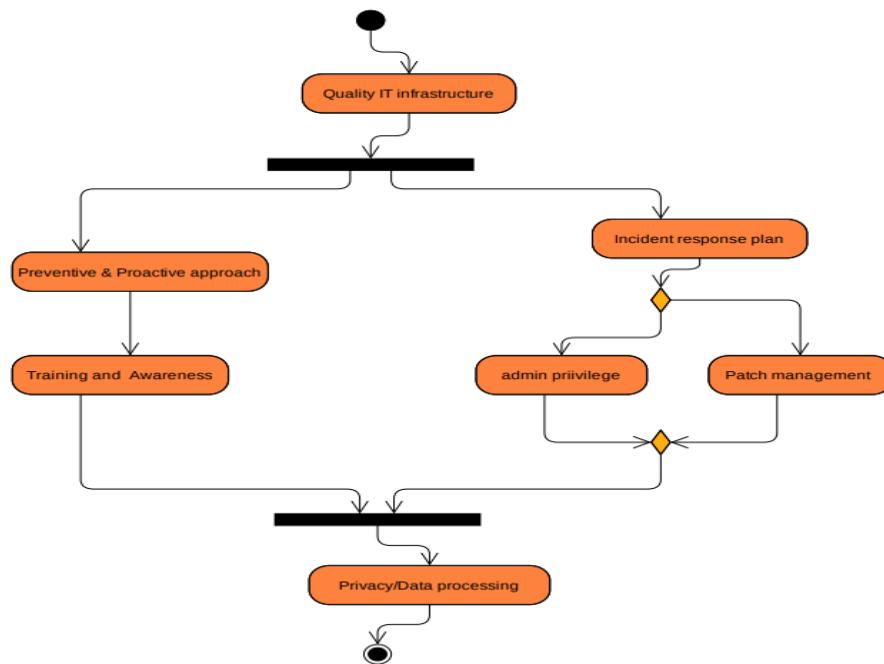 Quality IT infrastructure
Incident response plan
Preventive & Proactive approach
Training and  Awareness
admin priivilege
Patch management
Privacy/Data processing